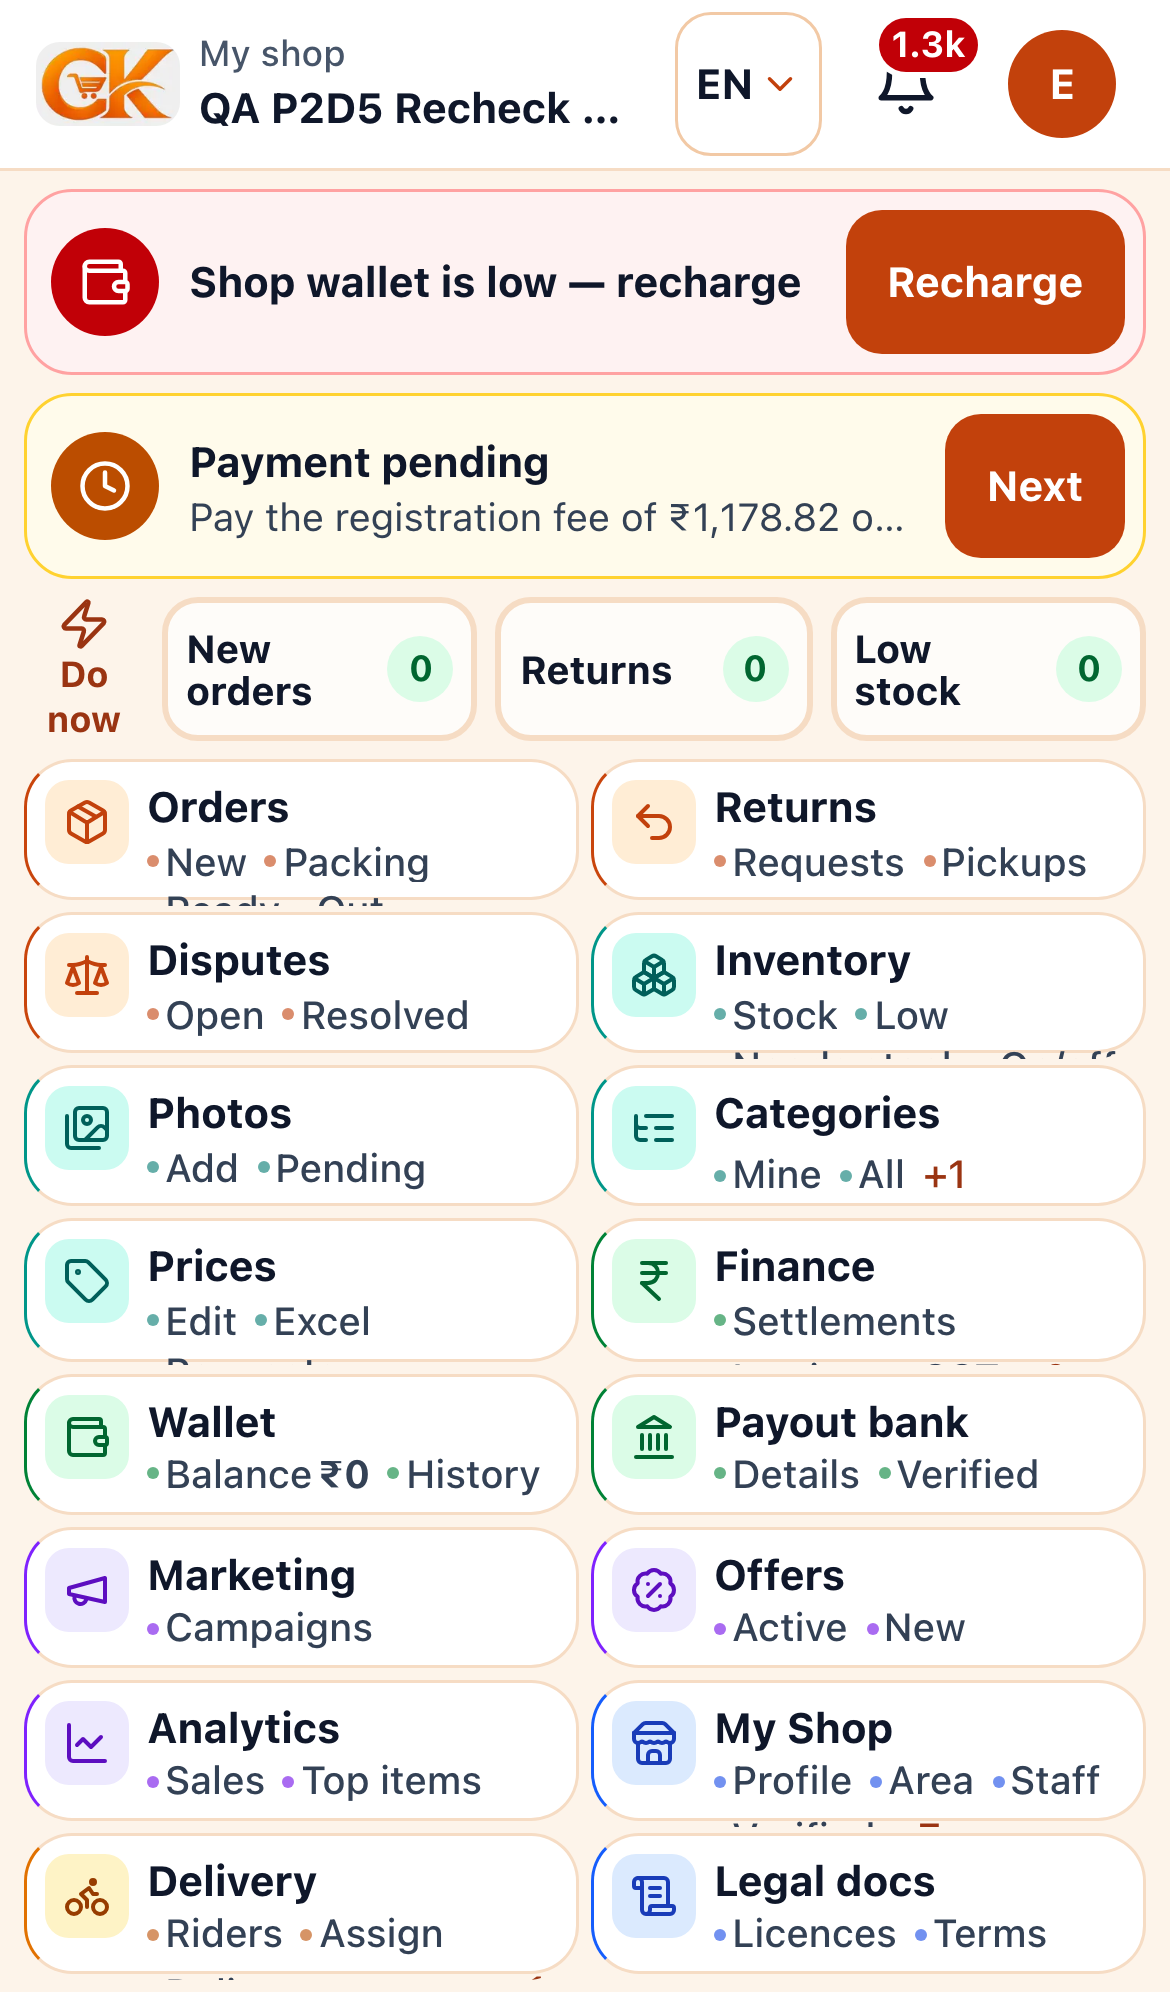 CK
My shop
QA P2D5 Recheck ...
EN
1.3k
E
Shop wallet is low — recharge
Recharge
Payment pending
Pay the registration fee of ₹1,178.82 o...
Next
Do
now
New
orders
0
Returns
0
Low
stock
0
Orders
New Packing
Returns
Requests Pickups
Disputes
Open Resolved
Inventory
Stock Low
Photos
Add Pending
Categories
Mine All +1
Prices
Edit Excel
Finance
Settlements
Wallet
Balance ₹0 History
Payout bank
Details Verified
Marketing
Campaigns
Offers
Active New
Analytics
Sales Top items
My Shop
Profile Area Staff
Delivery
Riders Assign
Legal docs
Licences Terms